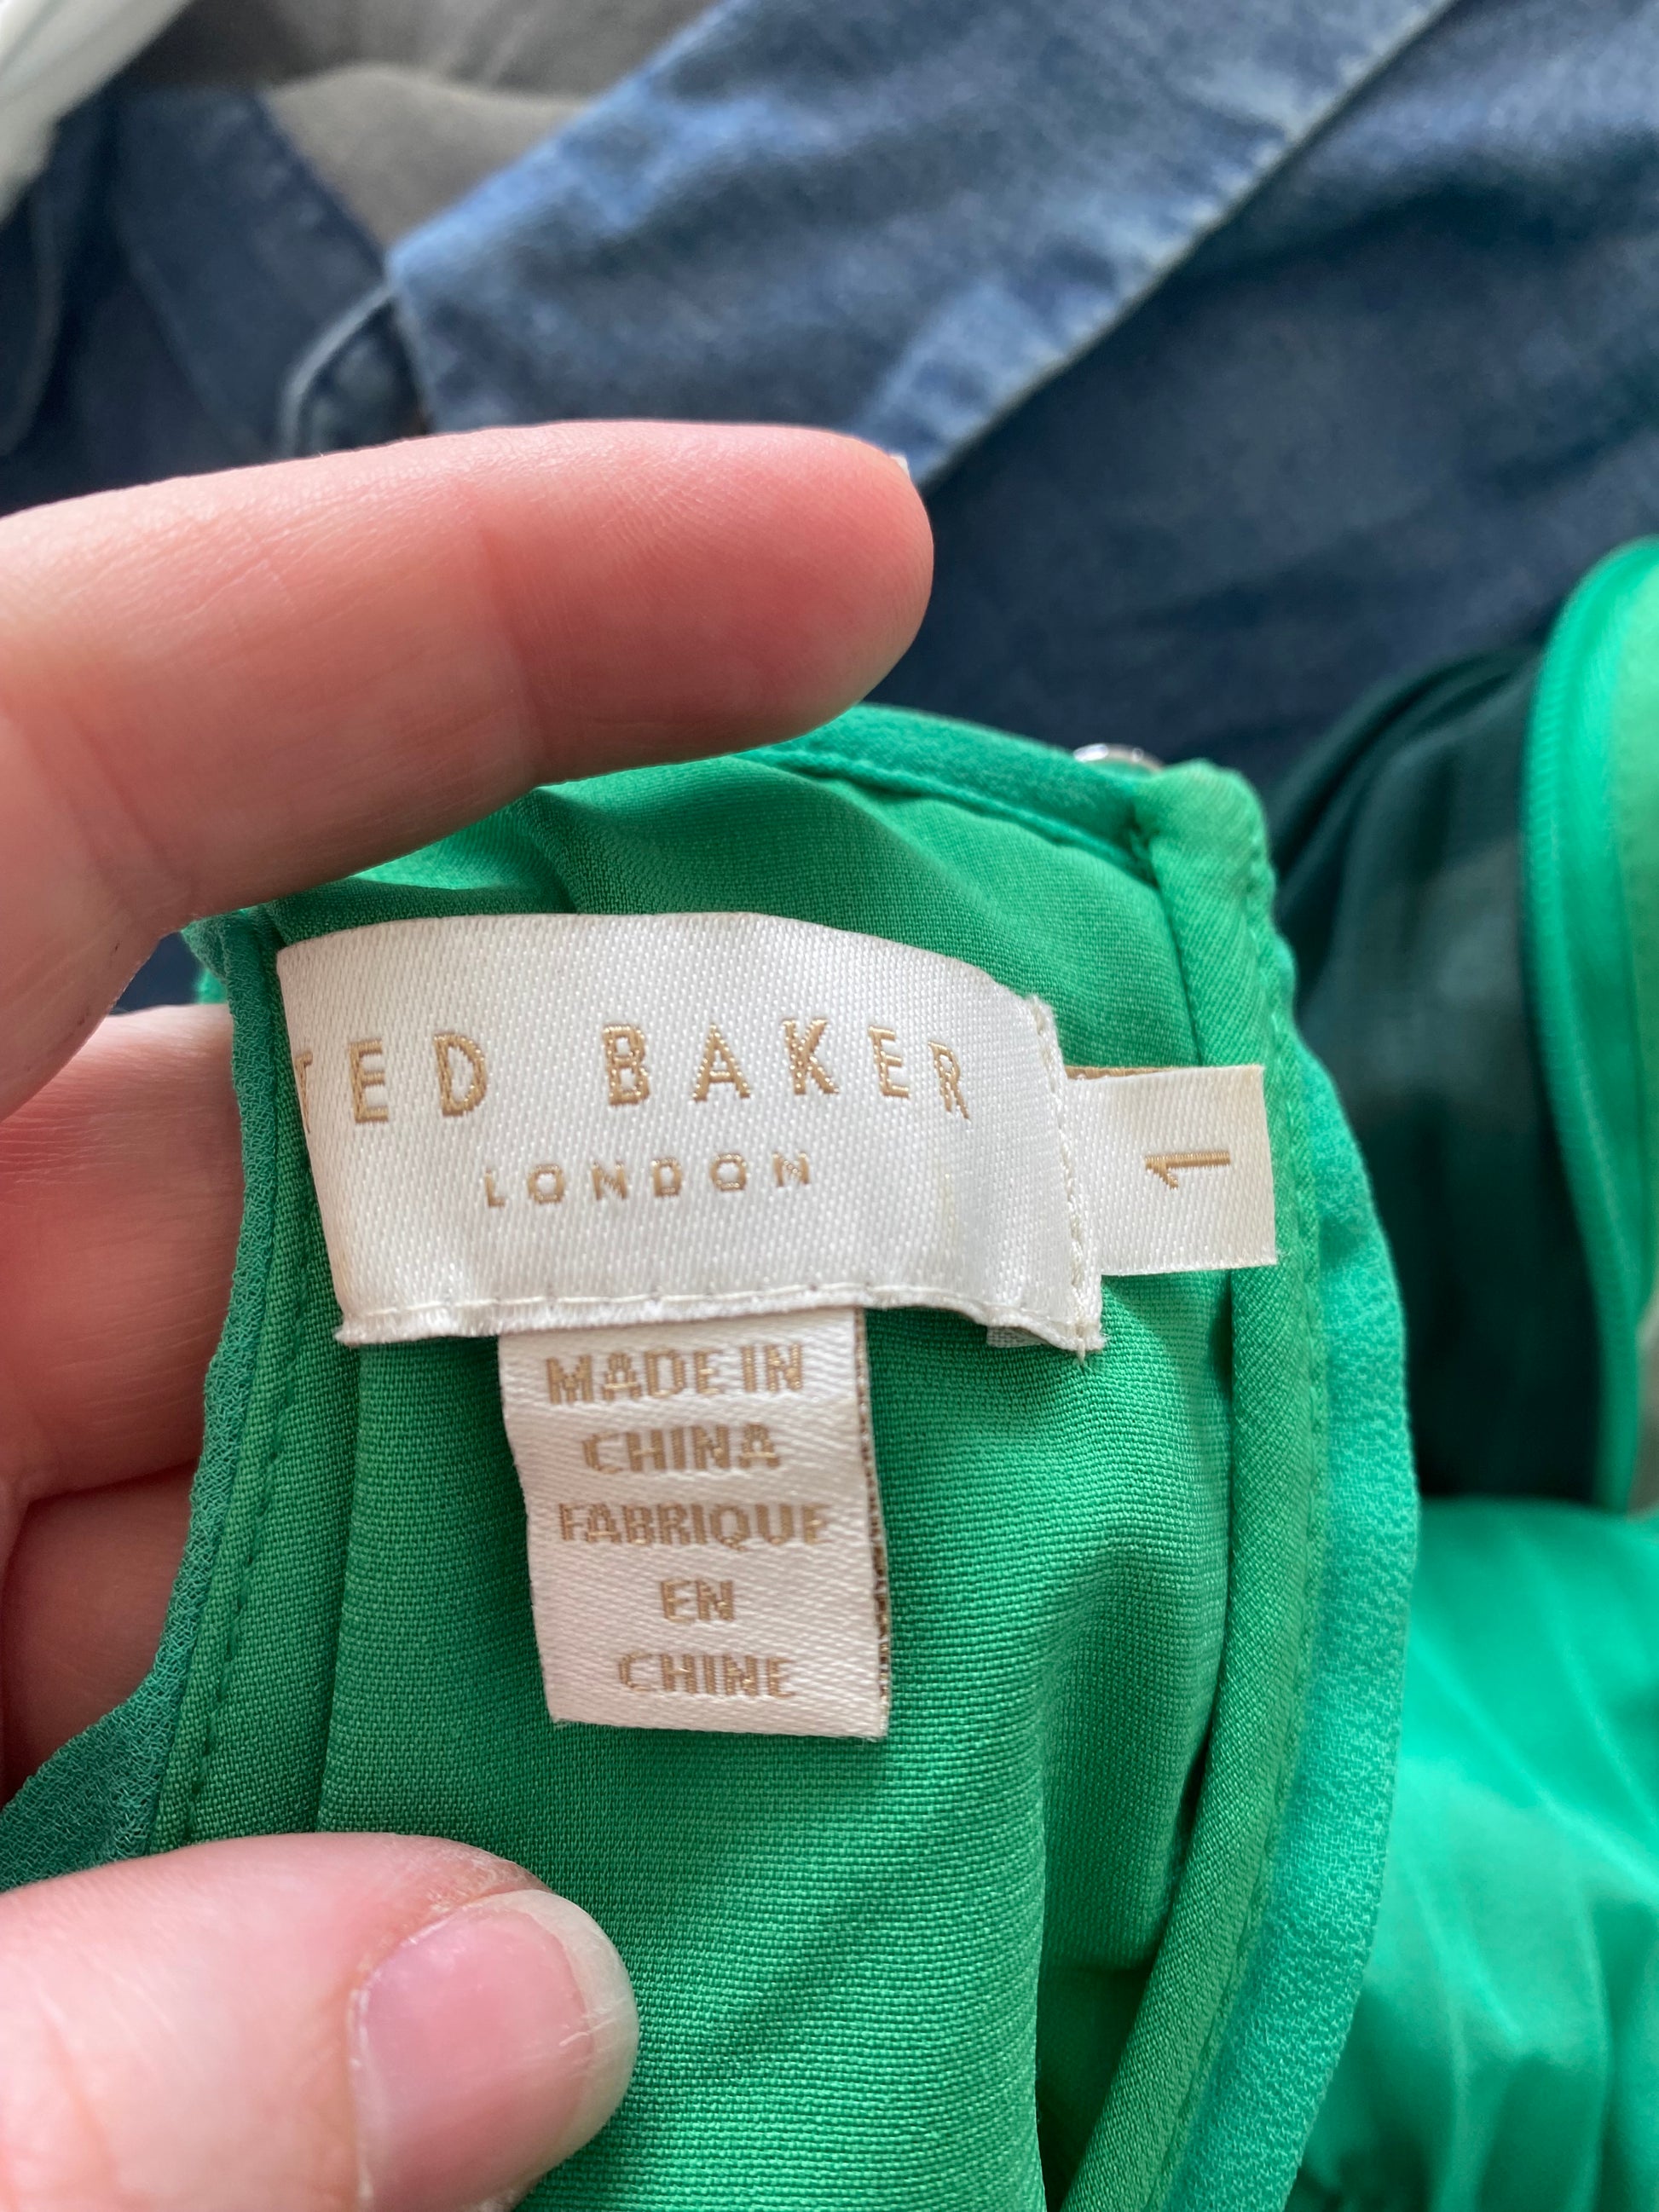 TED BAKER
LONDON
1
MADE IN
CHINA
FABRIQUE
EN
CHINE